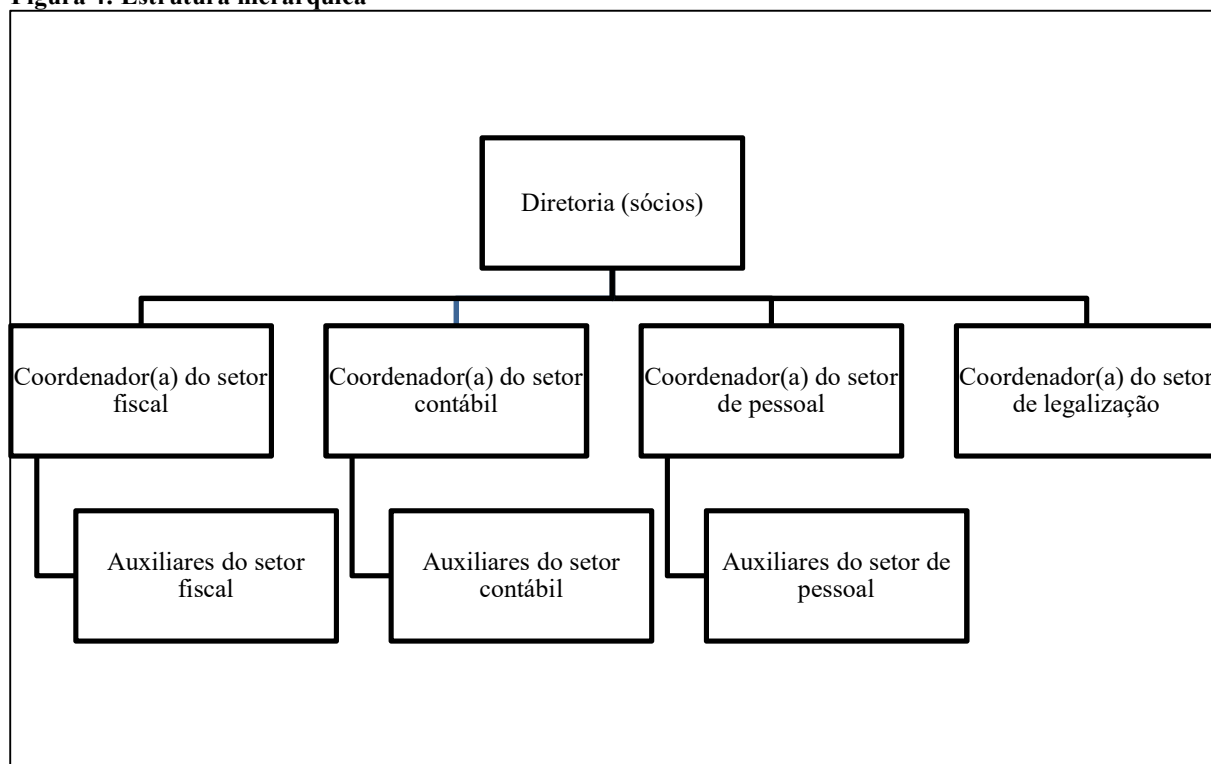 Figura 4: Estrutura hierárquica
Diretoria (sócios)
Coordenador(a) do setor
fiscal
Coordenador(a) do setor
contábil
Coordenador(a) do setor
de pessoal
Coordenador(a) do setor
de legalização
Auxiliares do setor
fiscal
Auxiliares do setor
contábil
Auxiliares do setor de
pessoal